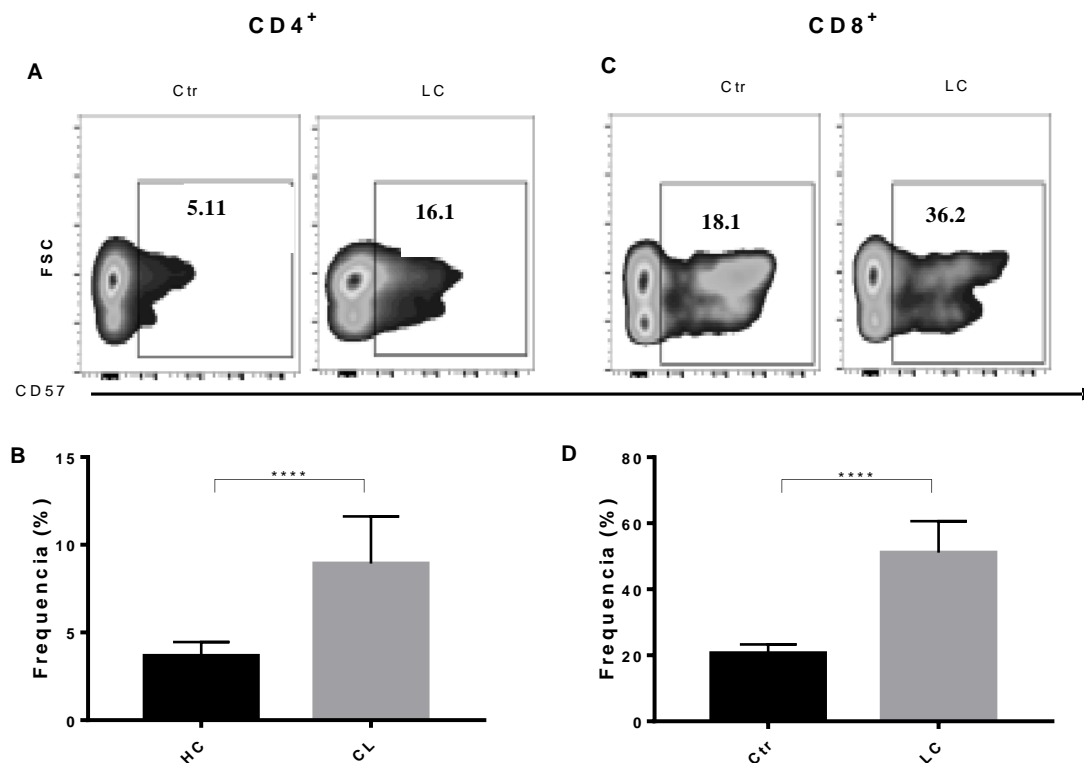 CD4⁺ CD8⁺
A C
Ctr LC Ctr LC
5.11 16.1 18.1 36.2
FSC
CD57
B D
Frequencia (%)
15
10
5
0
****
HC CL
Frequencia (%)
80
60
40
20
0
****
Ctr LC